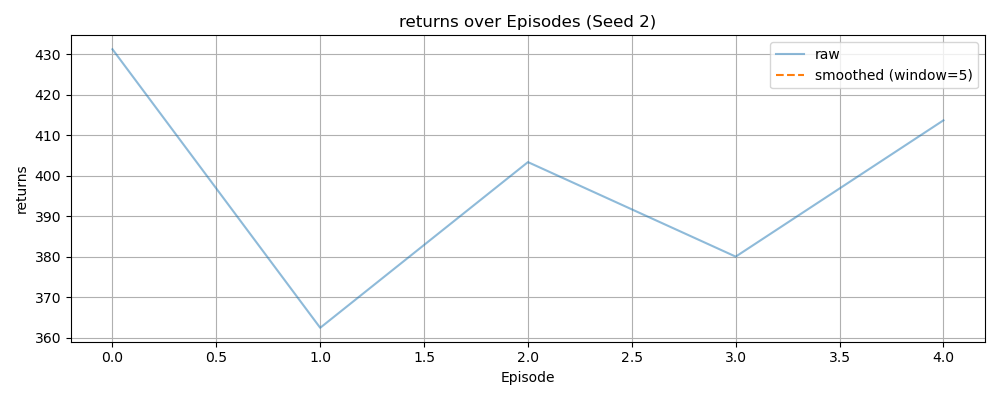 returns over Episodes (Seed 2)
raw
smoothed (window=5)
returns
430
420
410
400
390
380
370
360
0.0 0.5 1.0 1.5 2.0 2.5 3.0 3.5 4.0
Episode